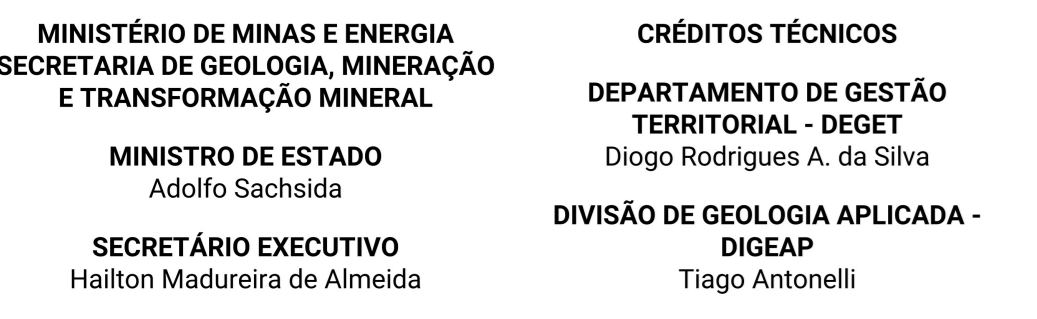 MINISTÉRIO DE MINAS E ENERGIA
SECRETARIA DE GEOLOGIA, MINERAÇÃO
E TRANSFORMAÇÃO MINERAL
MINISTRO DE ESTADO
Adolfo Sachsida
SECRETÁRIO EXECUTIVO
Hailton Madureira de Almeida
CRÉDITOS TÉCNICOS
DEPARTAMENTO DE GESTÃO
TERRITORIAL - DEGET
Diogo Rodrigues A. da Silva
DIVISÃO DE GEOLOGIA APLICADA -
DIGEAP
Tiago Antonelli